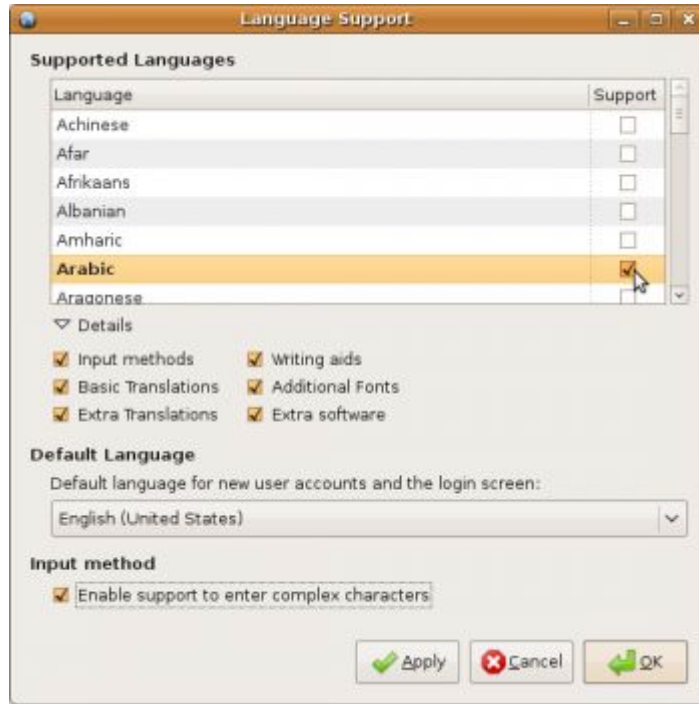 Language Support
Supported Languages
Language Support
Achinese
Afar
Afrikaans
Albanian
Amharic
Arabic
Aragonese
Details
Input methods Writing aids
Basic Translations Additional Fonts
Extra Translations Extra software
Default Language
Default language for new user accounts and the login screen:
English (United States)
Input method
Enable support to enter complex characters
Apply Cancel OK